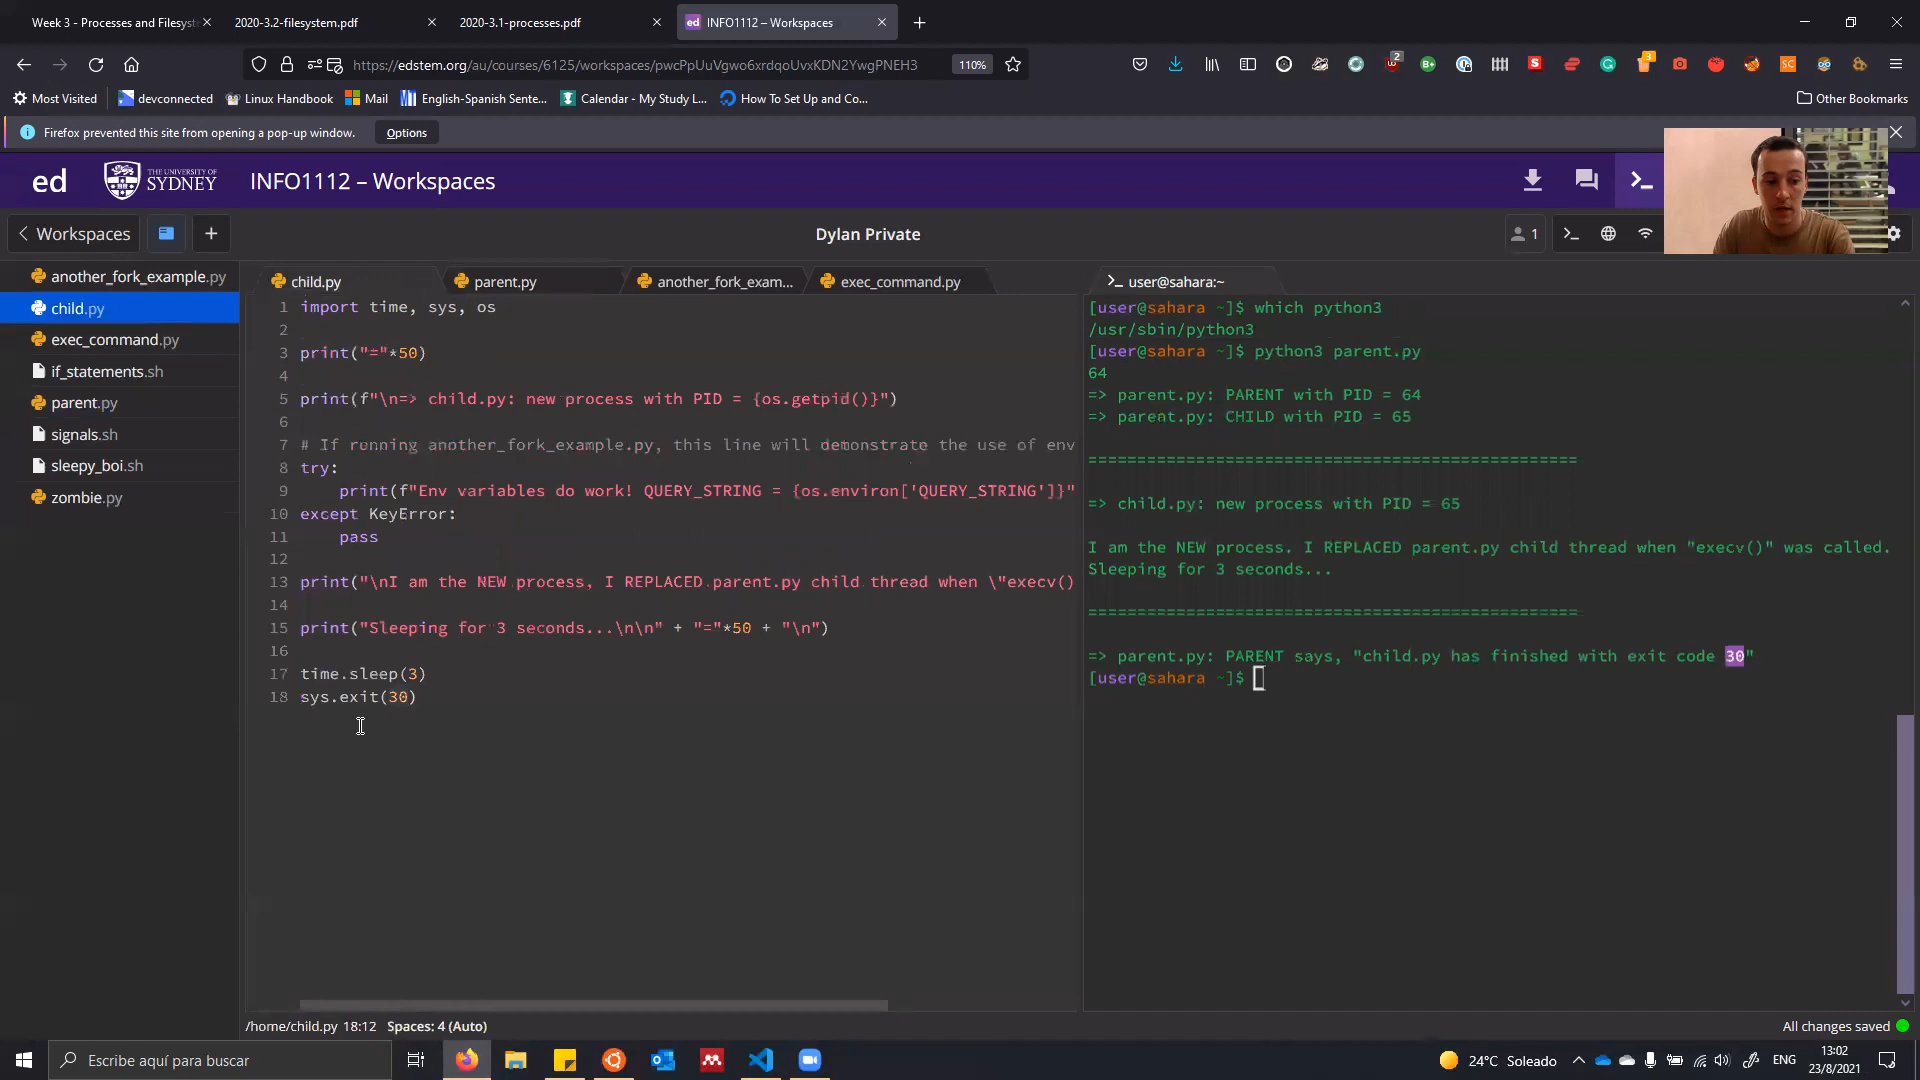 Week 3 - Processes and Filesyst
2020-3.2-filesystem.pdf
2020-3.1-processes.pdf
ed INFO1112 – Workspaces
https://edstem.org/au/courses/6125/workspaces/pwcPpUuVgwo6xrdqoUvxKDN2YwgPNEH3
110%
Most Visited
devconnected
Linux Handbook
Mail
English-Spanish Sente...
Calendar - My Study L...
How To Set Up and Co...
Other Bookmarks
Firefox prevented this site from opening a pop-up window.
Options
ed
THE UNIVERSITY OF
SYDNEY
INFO1112 – Workspaces
Workspaces
Dylan Private
1
another_fork_example.py
child.py
exec_command.py
if_statements.sh
parent.py
signals.sh
sleepy_boi.sh
zombie.py
child.py
parent.py
another_fork_exam...
exec_command.py
1 import time, sys, os
2
3 print("="*50)
4
5 print(f"\n=> child.py: new process with PID = {os.getpid()}")
6
7 # If running another_fork_example.py, this line will demonstrate the use of env
8 try:
9     print(f"Env variables do work! QUERY_STRING = {os.environ['QUERY_STRING']}"
10 except KeyError:
11     pass
12
13 print("\nI am the NEW process, I REPLACED parent.py child thread when \"execv()
14
15 print("Sleeping for 3 seconds...\n\n" + "="*50 + "\n")
16
17 time.sleep(3)
18 sys.exit(30)
user@sahara:~
[user@sahara ~]$ which python3
/usr/sbin/python3
[user@sahara ~]$ python3 parent.py
64
=> parent.py: PARENT with PID = 64
=> parent.py: CHILD with PID = 65
==================================================
=> child.py: new process with PID = 65
I am the NEW process, I REPLACED parent.py child thread when "execv()" was called.
Sleeping for 3 seconds...
==================================================
=> parent.py: PARENT says, "child.py has finished with exit code 30"
[user@sahara ~]$
/home/child.py 18:12 Spaces: 4 (Auto)
All changes saved
Escribe aquí para buscar
24°C Soleado
ENG
13:02
23/8/2021